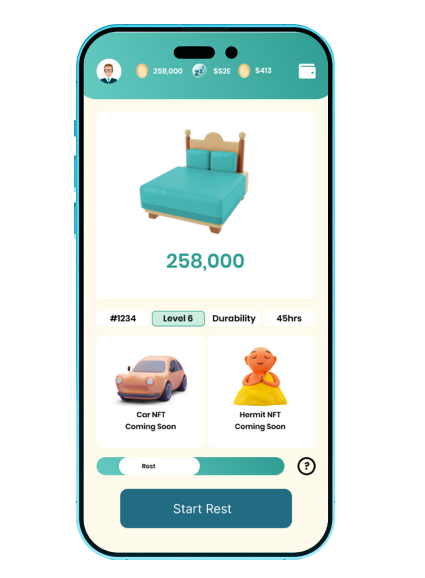 258,000 $S2E $413
258,000
#1234 Level 6 Durability 45hrs
Car NFT
Coming Soon
Hermit NFT
Coming Soon
Rest ?
Start Rest